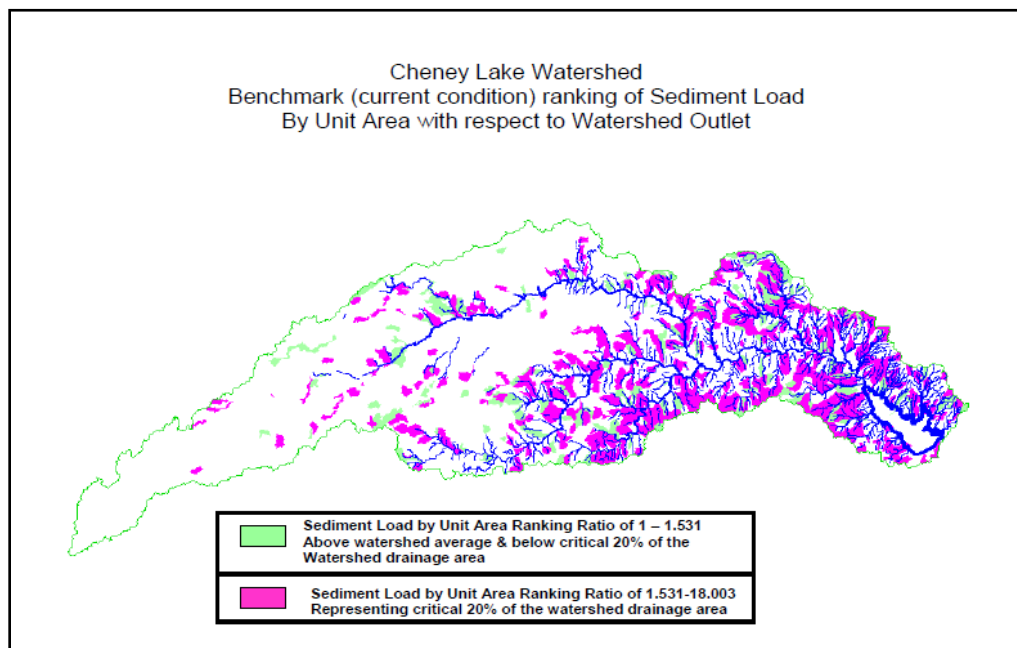 Cheney Lake Watershed
Benchmark (current condition) ranking of Sediment Load
By Unit Area with respect to Watershed Outlet
Sediment Load by Unit Area Ranking Ratio of 1 – 1.531
Above watershed average & below critical 20% of the
Watershed drainage area
Sediment Load by Unit Area Ranking Ratio of 1.531-18.003
Representing critical 20% of the watershed drainage area